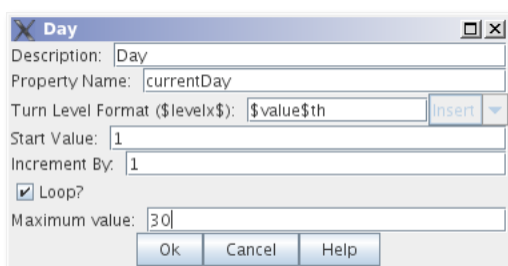 Day
Description: Day
Property Name: currentDay
Turn Level Format ($levelx$): $value$th Insert
Start Value: 1
Increment By: 1
Loop?
Maximum value: 30
Ok Cancel Help